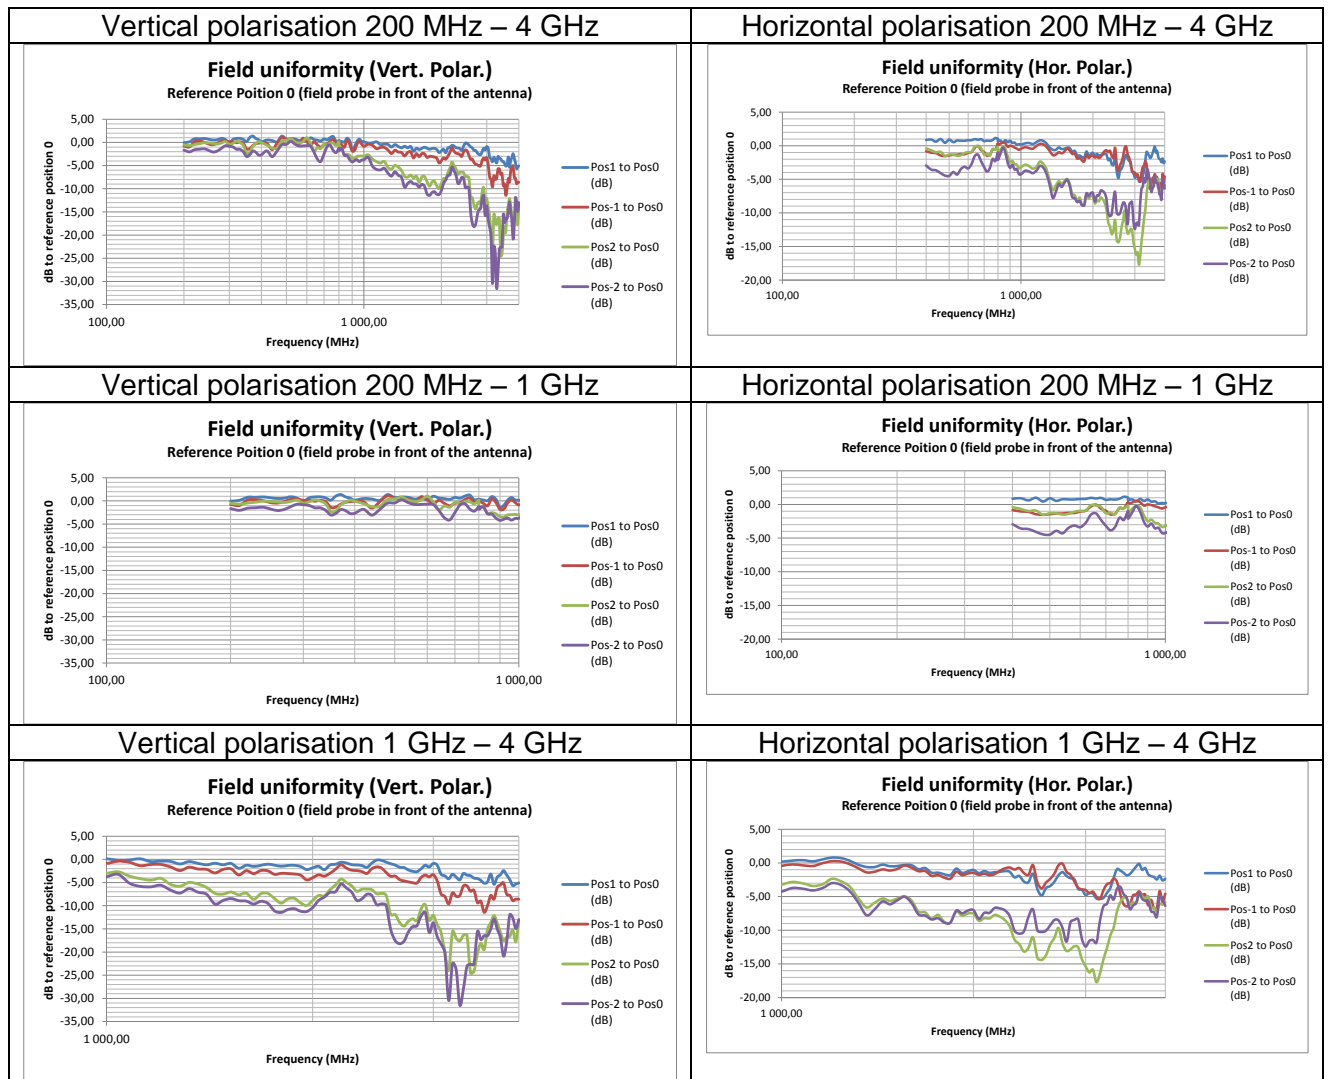 Vertical polarisation 200 MHz – 4 GHz
Horizontal polarisation 200 MHz – 4 GHz
Field uniformity (Vert. Polar.)
Reference Poition 0 (field probe in front of the antenna)
dB to reference position 0
5,00
0,00
-5,00
-10,00
-15,00
-20,00
-25,00
-30,00
-35,00
100,00
1 000,00
Frequency (MHz)
Pos1 to Pos0
(dB)
Pos-1 to Pos0
(dB)
Pos2 to Pos0
(dB)
Pos-2 to Pos0
(dB)
Field uniformity (Hor. Polar.)
Reference Poition 0 (field probe in front of the antenna)
dB to reference position 0
5,00
0,00
-5,00
-10,00
-15,00
-20,00
100,00
1 000,00
Frequency (MHz)
Pos1 to Pos0
(dB)
Pos-1 to Pos0
(dB)
Pos2 to Pos0
(dB)
Pos-2 to Pos0
(dB)
Vertical polarisation 200 MHz – 1 GHz
Horizontal polarisation 200 MHz – 1 GHz
Field uniformity (Vert. Polar.)
Reference Poition 0 (field probe in front of the antenna)
dB to reference position 0
5,00
0,00
-5,00
-10,00
-15,00
-20,00
-25,00
-30,00
-35,00
100,00
1 000,00
Frequency (MHz)
Pos1 to Pos0
(dB)
Pos-1 to Pos0
(dB)
Pos2 to Pos0
(dB)
Pos-2 to Pos0
(dB)
Field uniformity (Hor. Polar.)
Reference Poition 0 (field probe in front of the antenna)
dB to reference position 0
5,00
0,00
-5,00
-10,00
-15,00
-20,00
100,00
1 000,00
Frequency (MHz)
Pos1 to Pos0
(dB)
Pos-1 to Pos0
(dB)
Pos2 to Pos0
(dB)
Pos-2 to Pos0
(dB)
Vertical polarisation 1 GHz – 4 GHz
Horizontal polarisation 1 GHz – 4 GHz
Field uniformity (Vert. Polar.)
Reference Poition 0 (field probe in front of the antenna)
dB to reference position 0
5,00
0,00
-5,00
-10,00
-15,00
-20,00
-25,00
-30,00
-35,00
1 000,00
Frequency (MHz)
Pos1 to Pos0
(dB)
Pos-1 to Pos0
(dB)
Pos2 to Pos0
(dB)
Pos-2 to Pos0
(dB)
Field uniformity (Hor. Polar.)
Reference Poition 0 (field probe in front of the antenna)
dB to reference position 0
5,00
0,00
-5,00
-10,00
-15,00
-20,00
1 000,00
Frequency (MHz)
Pos1 to Pos0
(dB)
Pos-1 to Pos0
(dB)
Pos2 to Pos0
(dB)
Pos-2 to Pos0
(dB)